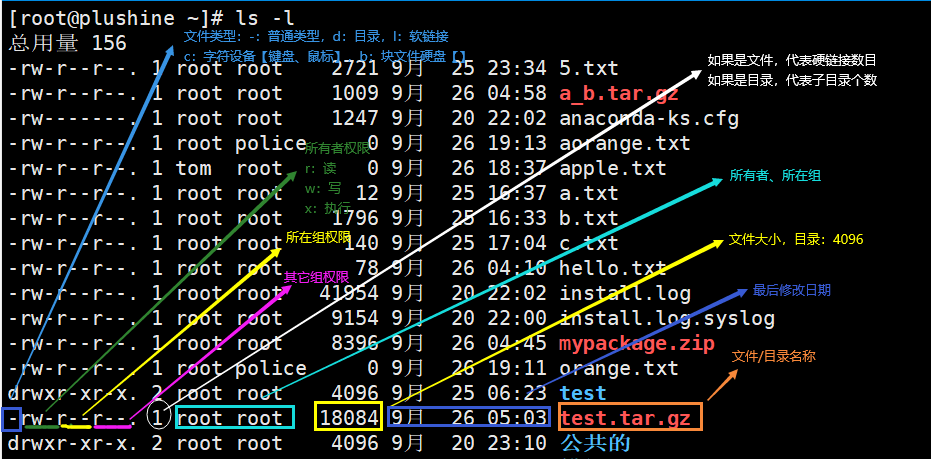 [root@plushine ~]# ls -l
总用量 156
文件类型：-：普通类型，d：目录，l：软链接
c：字符设备【键盘、鼠标】，b：块文件硬盘【】
-rw-r--r--. 1 root root 2721 9月 25 23:34 5.txt
如果是文件，代表硬链接数目
如果是目录，代表子目录个数
-rw-r--r--. 1 root root 1009 9月 26 04:58 a_b.tar.gz
-rw-------. 1 root root 1247 9月 20 22:02 anaconda-ks.cfg
-rw-r--r--. 1 root police 0 9月 26 19:13 aorange.txt
所有者权限
r：读
w：写
x：执行
-rw-r--r--. 1 tom root 0 9月 26 18:37 apple.txt
所有者、所在组
-rw-r--r--. 1 root root 12 9月 25 16:37 a.txt
-rw-r--r--. 1 root root 1796 9月 25 16:33 b.txt
所在组权限
文件大小，目录：4096
-rw-r--r--. 1 root root 140 9月 25 17:04 c.txt
-rw-r--r--. 1 root root 78 9月 26 04:10 hello.txt
其它组权限
最后修改日期
-rw-r--r--. 1 root root 41954 9月 20 22:02 install.log
-rw-r--r--. 1 root root 9154 9月 20 22:00 install.log.syslog
-rw-r--r--. 1 root root 8396 9月 26 04:45 mypackage.zip
文件/目录名称
-rw-r--r--. 1 root police 0 9月 26 19:11 orange.txt
drwxr-xr-x. 2 root root 4096 9月 25 06:23 test
-rw-r--r--. 1 root root 18084 9月 26 05:03 test.tar.gz
drwxr-xr-x. 2 root root 4096 9月 20 23:10 公共的